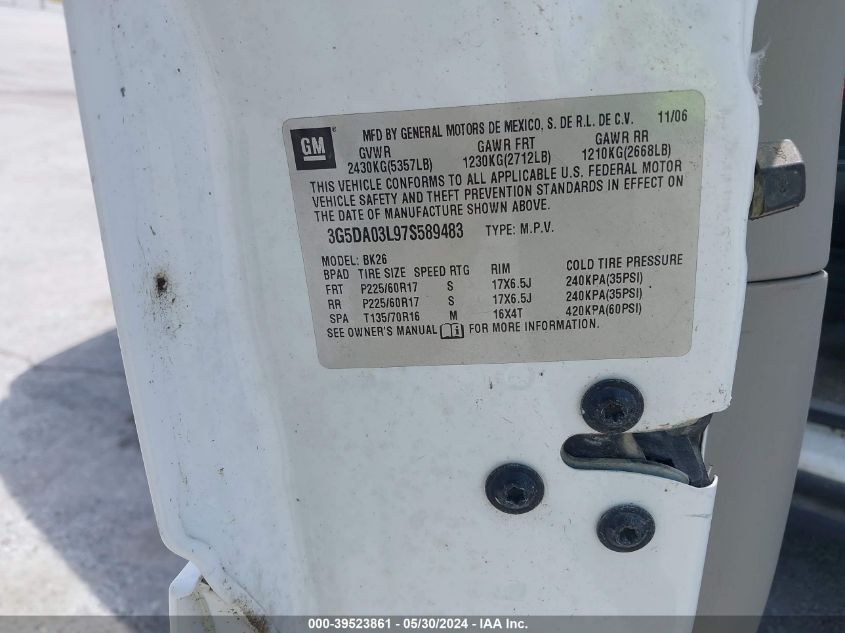 GM®
MFD BY GENERAL MOTORS DE MEXICO, S. DE R.L. DE C.V. 11/06
GVWR GAWR FRT GAWR RR
2430KG(5357LB) 1230KG(2712LB) 1210KG(2668LB)
THIS VEHICLE CONFORMS TO ALL APPLICABLE U.S. FEDERAL MOTOR
VEHICLE SAFETY AND THEFT PREVENTION STANDARDS IN EFFECT ON
THE DATE OF MANUFACTURE SHOWN ABOVE.
3G5DA03L97S589483 TYPE: M.P.V.
MODEL: BK26
BPAD TIRE SIZE SPEED RTG RIM COLD TIRE PRESSURE
FRT P225/60R17 S 17X6.5J 240KPA(35PSI)
RR P225/60R17 S 17X6.5J 240KPA(35PSI)
SPA T135/70R16 M 16X4T 420KPA(60PSI)
SEE OWNER'S MANUAL FOR MORE INFORMATION.
000-39523861 / 05/30/2024 - IAA Inc.